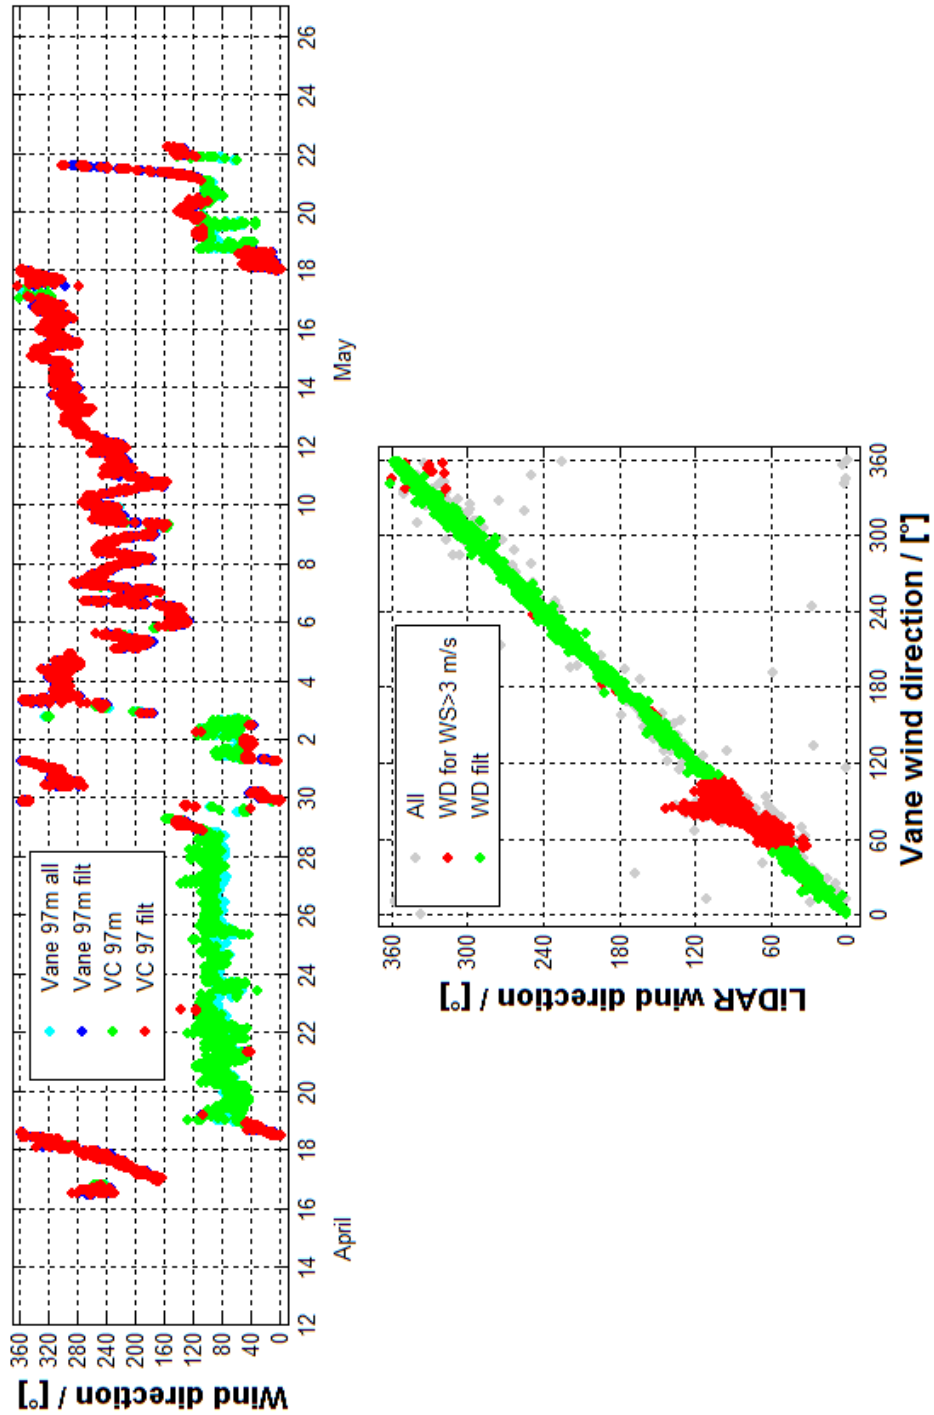 Wind direction / [°]
360
320
280
240
200
160
120
80
40
0
Vane 97m all
Vane 97m filt
VC 97m
VC 97 filt
12 14 16 18 20 22 24 26 28 30 2 4 6 8 10 12 14 16 18 20 22 24 26
April May
LiDAR wind direction / [°]
360
300
240
180
120
60
0
All
WD for WS>3 m/s
WD filt
0 60 120 180 240 300 360
Vane wind direction / [°]